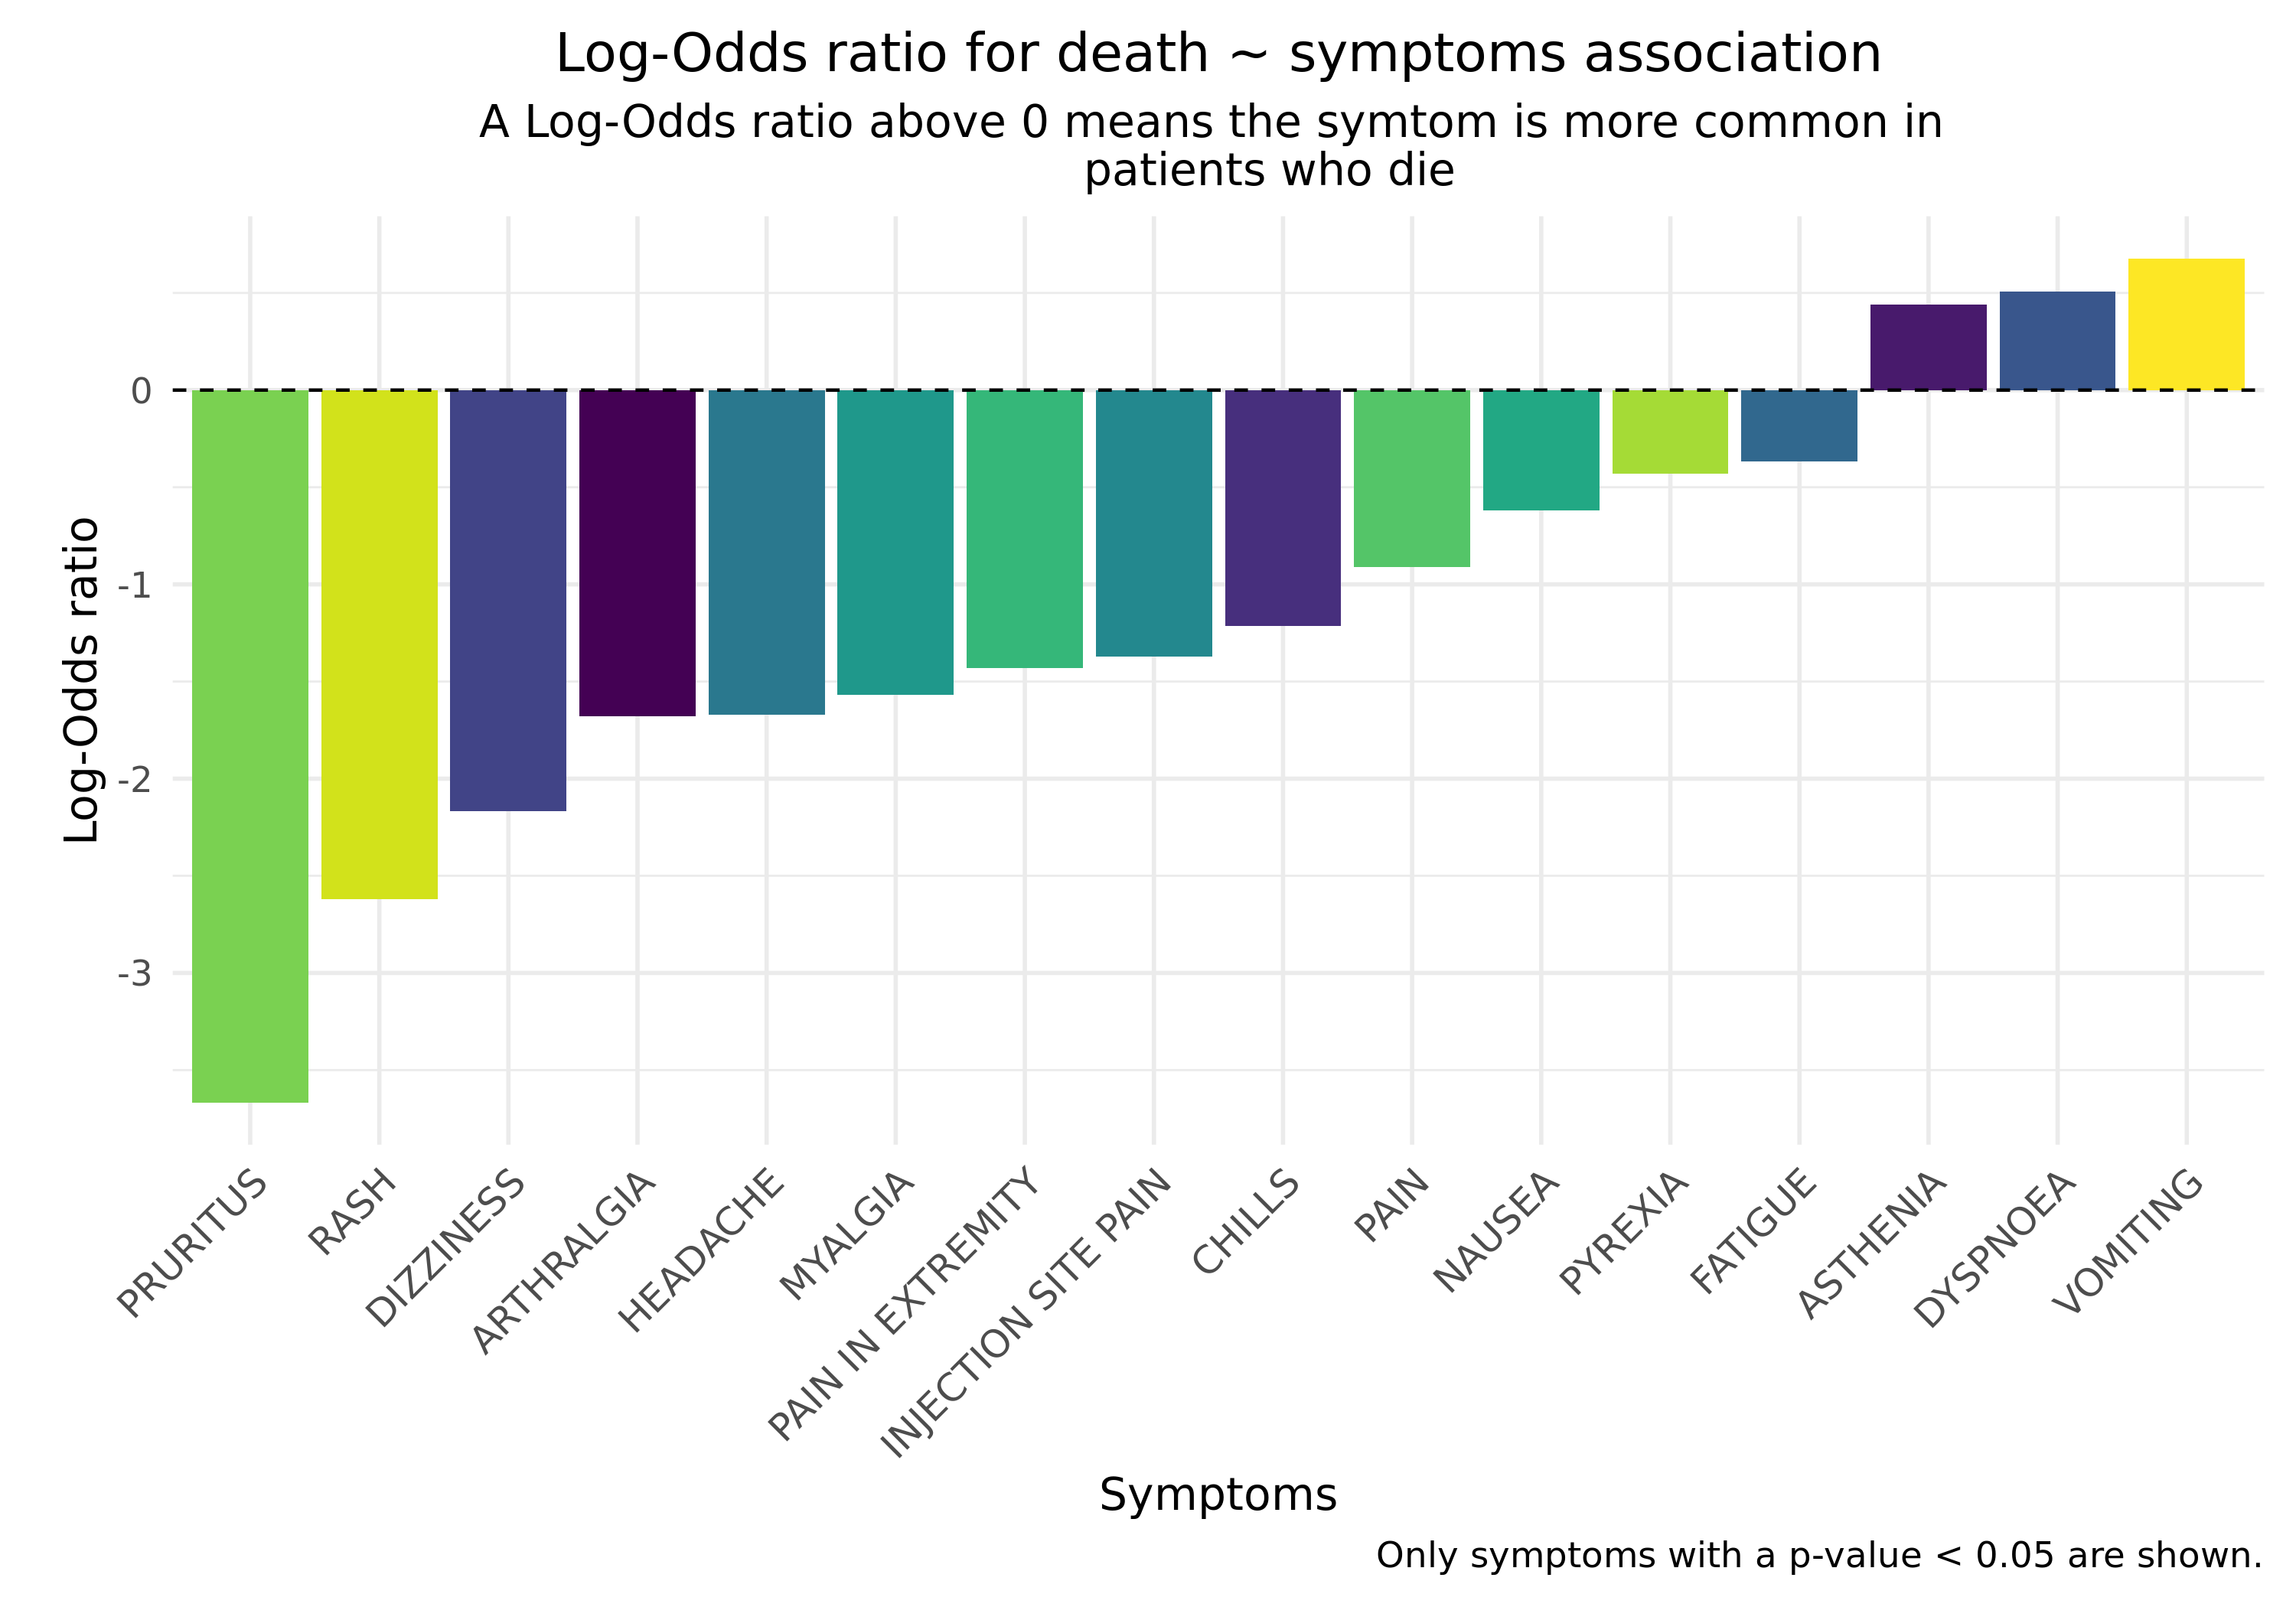 Log-Odds ratio for death ~ symptoms association
A Log-Odds ratio above 0 means the symtom is more common in
patients who die
Log-Odds ratio
0
-1
-2
-3
PRURITUS
RASH
DIZZINESS
ARTHRALGIA
HEADACHE
MYALGIA
PAIN IN EXTREMITY
INJECTION SITE PAIN
CHILLS
PAIN
NAUSEA
PYREXIA
FATIGUE
ASTHENIA
DYSPNOEA
VOMITING
Symptoms
Only symptoms with a p-value < 0.05 are shown.